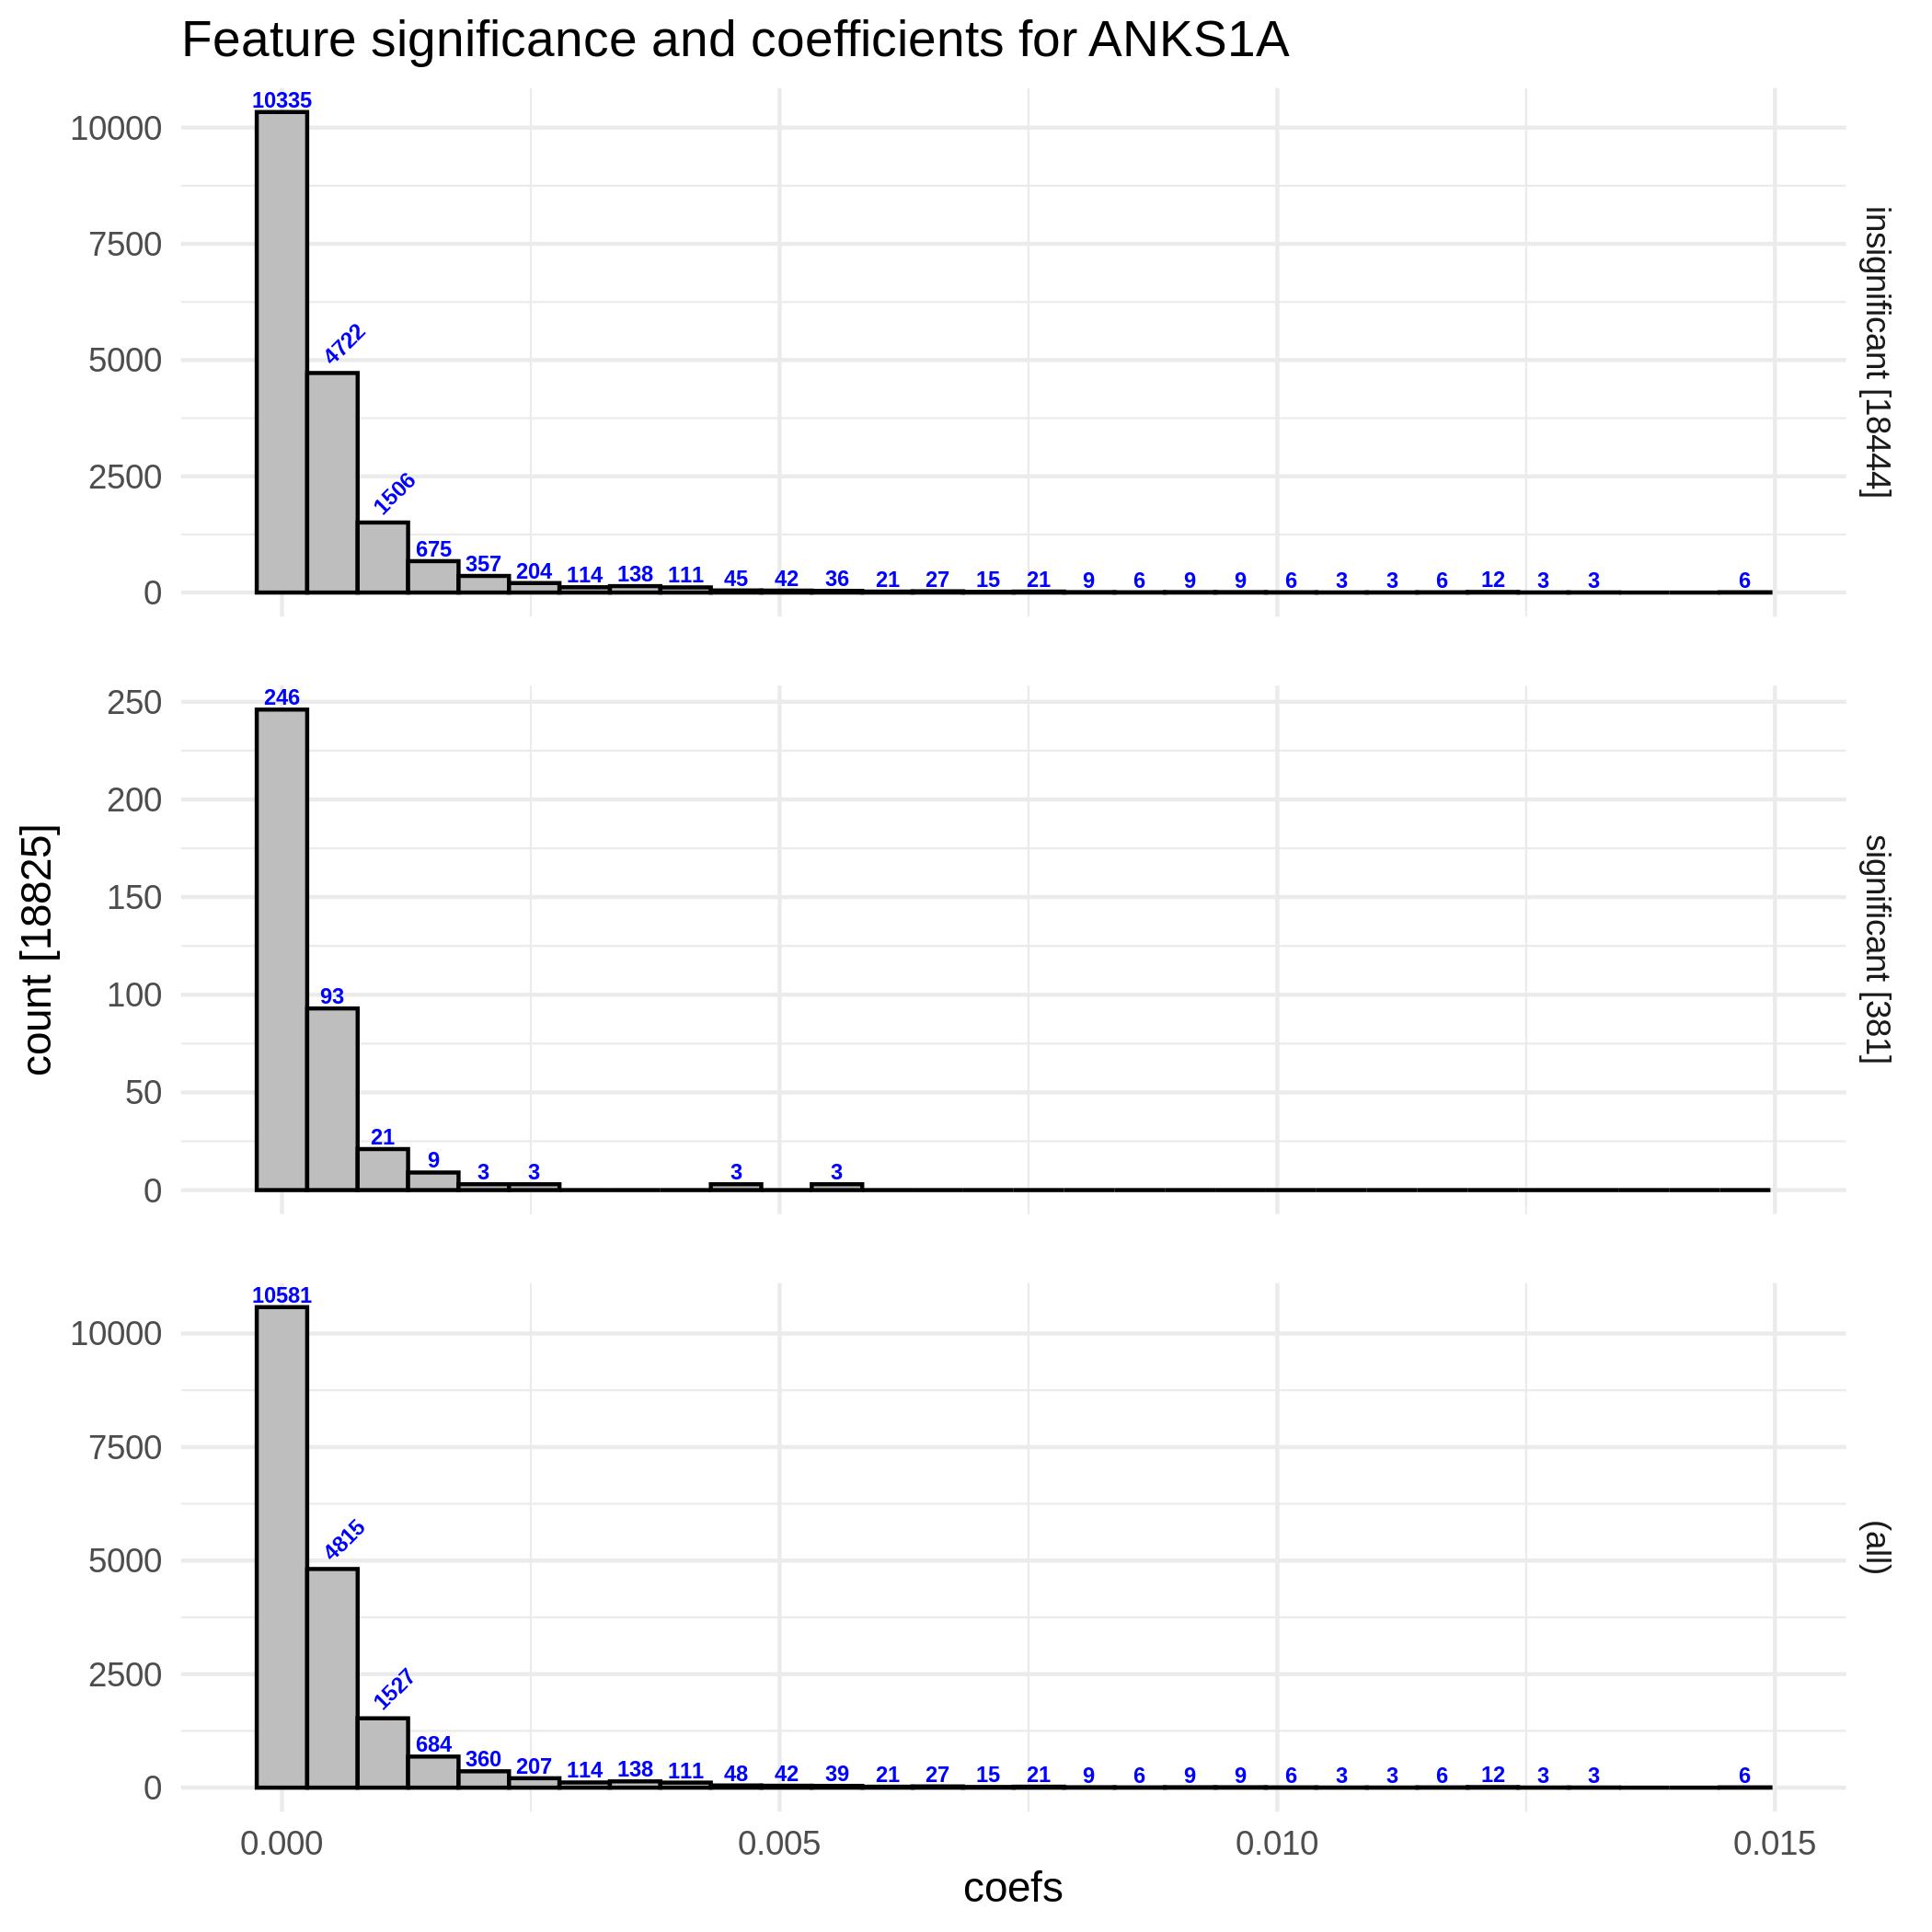 Feature significance and coefficients for ANKS1A
10335
10000
7500
4722
5000
1506
2500
675 357 204 114 138 111 45 42 36 21 27 15 21 9 6 9 9 6 3 3 6 12 3 3 6
0
insignificant [18444]
246
250
200
150
93
100
50
21 9 3 3 3 3
0
significant [381]
count [18825]
10581
10000
7500
4815
5000
1527
2500
684 360 207 114 138 111 48 42 39 21 27 15 21 9 6 9 9 6 3 3 6 12 3 3 6
0
(all)
0.000 0.005 0.010 0.015
coefs